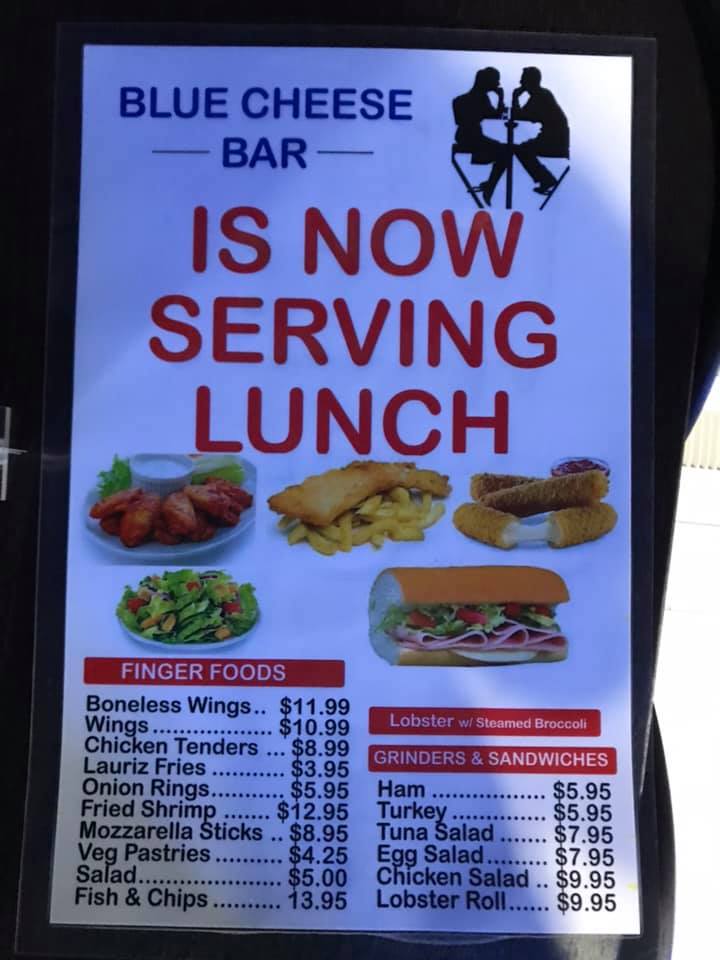 BLUE CHEESE
BAR
IS NOW
SERVING
LUNCH
FINGER FOODS
Boneless Wings.. $11.99
Wings.................. $10.99
Chicken Tenders ... $8.99
Lauriz Fries ........... $3.95
Onion Rings........... $5.95
Fried Shrimp ....... $12.95
Mozzarella Sticks .. $8.95
Veg Pastries .......... $4.25
Salad..................... $5.00
Fish & Chips .......... 13.95
Lobster w/ Steamed Broccoli
GRINDERS & SANDWICHES
Ham ................. $5.95
Turkey .............. $5.95
Tuna Salad ....... $7.95
Egg Salad......... $7.95
Chicken Salad .. $9.95
Lobster Roll...... $9.95